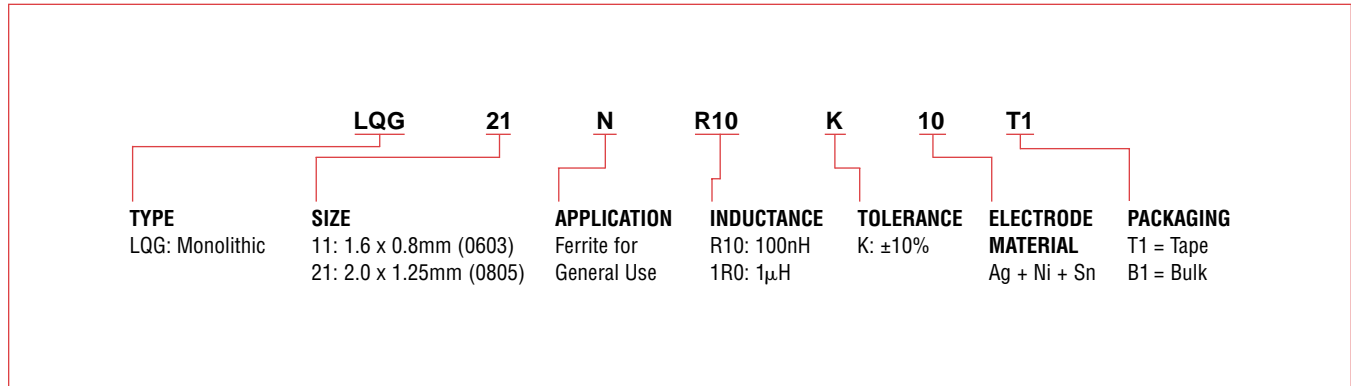 LQG 21 N R10 K 10 T1
TYPE
LQG: Monolithic
SIZE
11: 1.6 x 0.8mm (0603)
21: 2.0 x 1.25mm (0805)
APPLICATION
Ferrite for
General Use
INDUCTANCE
R10: 100nH
1R0: 1μH
TOLERANCE
K: ±10%
ELECTRODE
MATERIAL
Ag + Ni + Sn
PACKAGING
T1 = Tape
B1 = Bulk